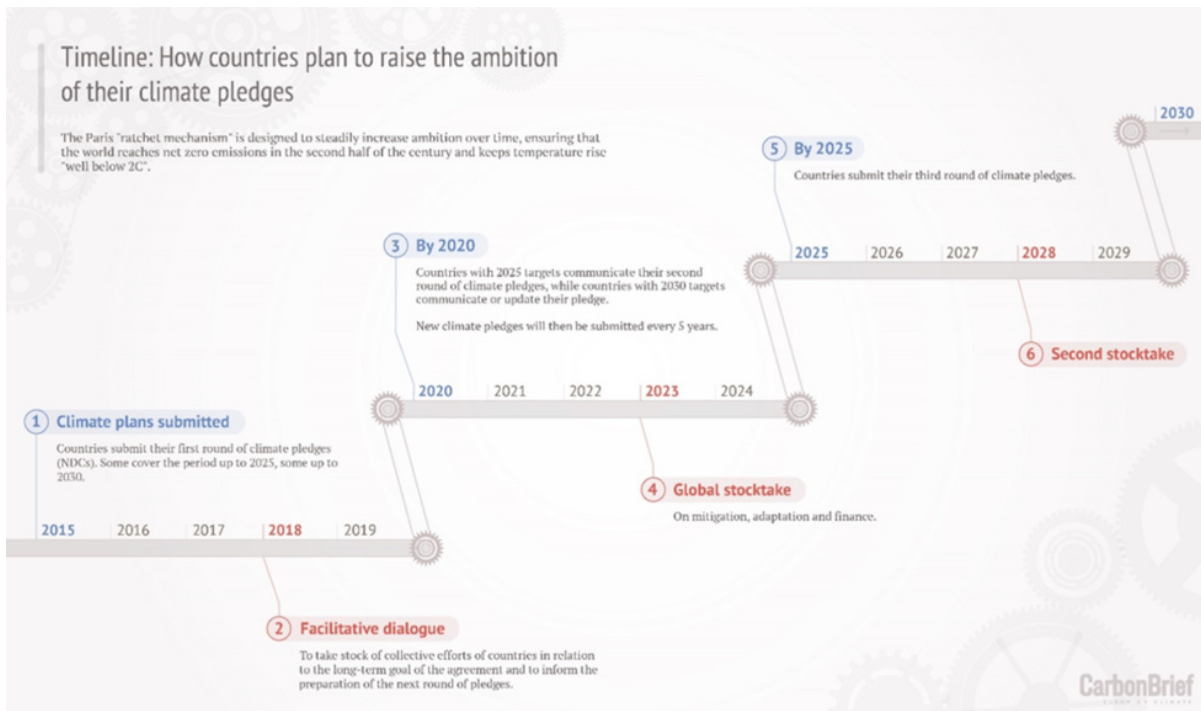 Timeline: How countries plan to raise the ambition
of their climate pledges
The Paris "ratchet mechanism" is designed to steadily increase ambition over time, ensuring that
the world reaches net zero emissions in the second half of the century and keeps temperature rise
"well below 2C".
2030
5 By 2025
Countries submit their third round of climate pledges.
3 By 2020
Countries with 2025 targets communicate their second
round of climate pledges, while countries with 2030 targets
communicate or update their pledge.
New climate pledges will then be submitted every 5 years.
2025 2026 2027 2028 2029
6 Second stocktake
2020 2021 2022 2023 2024
1 Climate plans submitted
Countries submit their first round of climate pledges
(NDCs). Some cover the period up to 2025, some up to
2030.
4 Global stocktake
On mitigation, adaptation and finance.
2015 2016 2017 2018 2019
2 Facilitative dialogue
To take stock of collective efforts of countries in relation
to the long-term goal of the agreement and to inform the
preparation of the next round of pledges.
CarbonBrief
CLEAR ON CLIMATE